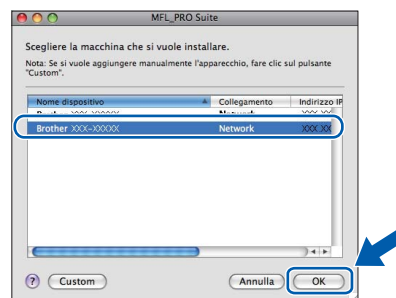 MFL_PRO Suite
Scegliere la macchina che si vuole installare.
Nota: Se si vuole aggiungere manualmente l'apparecchio, fare clic sul pulsante
"Custom".
Nome dispositivo Collegamento Indirizzo IP
Brother XXX-XXXXX Network XXX.XX
? Custom Annulla OK